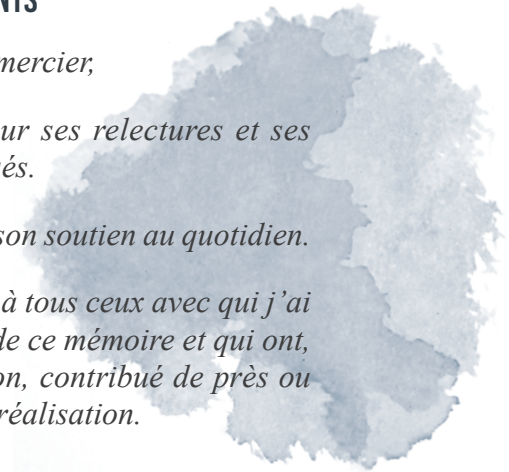 NTS
mercier,
ur ses relectures et ses
és.
son soutien au quotidien.
à tous ceux avec qui j’ai
de ce mémoire et qui ont,
on, contribué de près ou
réalisation.